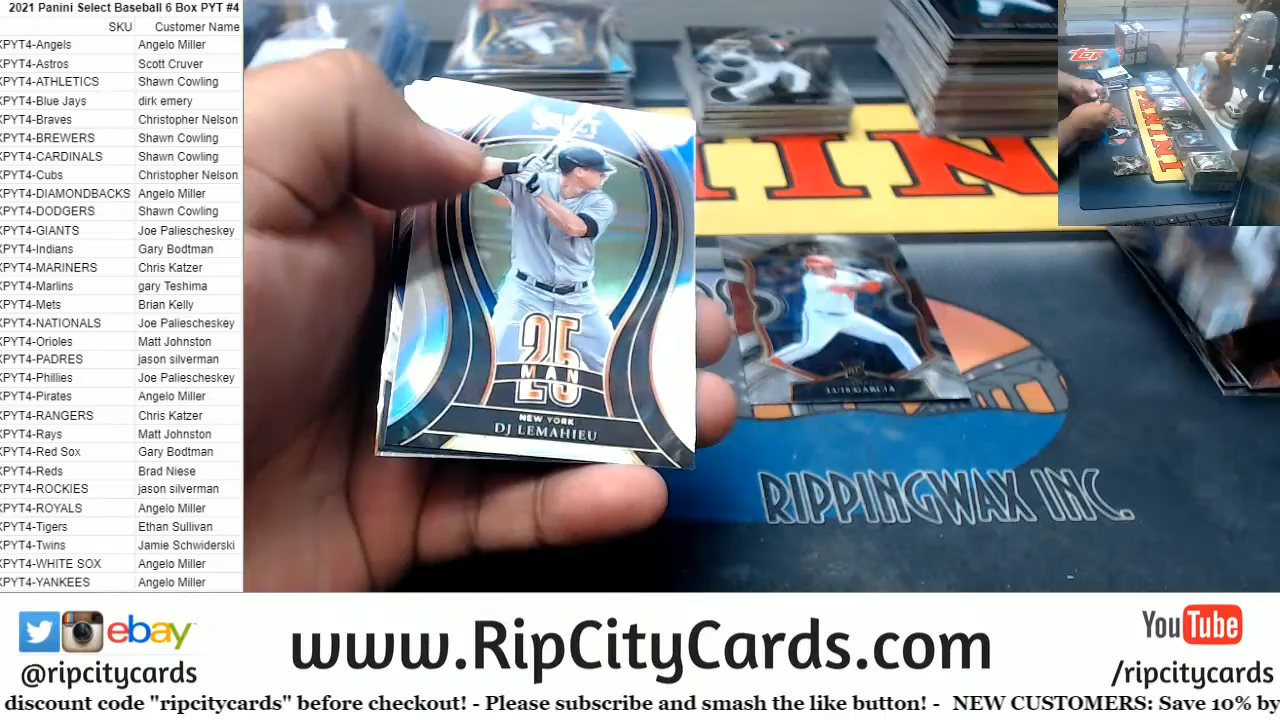 2021 Panini Select Baseball 6 Box PYT #4
SKU Customer Name
XPYT4-Angels Angelo Miller
XPYT4-Astros Scott Cruver
XPYT4-ATHLETICS Shawn Cowling
XPYT4-Blue Jays dirk emery
XPYT4-Braves Christopher Nelson
XPYT4-BREWERS Shawn Cowling
XPYT4-CARDINALS Shawn Cowling
XPYT4-Cubs Christopher Nelson
XPYT4-DIAMONDBACKS Angelo Miller
XPYT4-DODGERS Shawn Cowling
XPYT4-GIANTS Joe Paliescheskey
XPYT4-Indians Gary Bodtman
XPYT4-MARINERS Chris Katzer
XPYT4-Marlins gary Teshima
XPYT4-Mets Brian Kelly
XPYT4-NATIONALS Joe Paliescheskey
XPYT4-Orioles Matt Johnston
XPYT4-PADRES jason silverman
XPYT4-Phillies Joe Paliescheskey
XPYT4-Pirates Angelo Miller
XPYT4-RANGERS Chris Katzer
XPYT4-Rays Matt Johnston
XPYT4-Red Sox Gary Bodtman
XPYT4-Reds Brad Niese
XPYT4-ROCKIES jason silverman
XPYT4-ROYALS Angelo Miller
XPYT4-Tigers Ethan Sullivan
XPYT4-Twins Jamie Schwiderski
XPYT4-WHITE SOX Angelo Miller
XPYT4-YANKEES Angelo Miller
SELECT
25
MAN
NEW YORK
DJ LEMAHIEU
LUIS GARCIA
INI
RIPPINGWAX INC.
Topps
PANINI
ebay
@ripcitycards
www.RipCityCards.com
YouTube
/ripcitycards
discount code "ripcitycards" before checkout! - Please subscribe and smash the like button! - NEW CUSTOMERS: Save 10% by